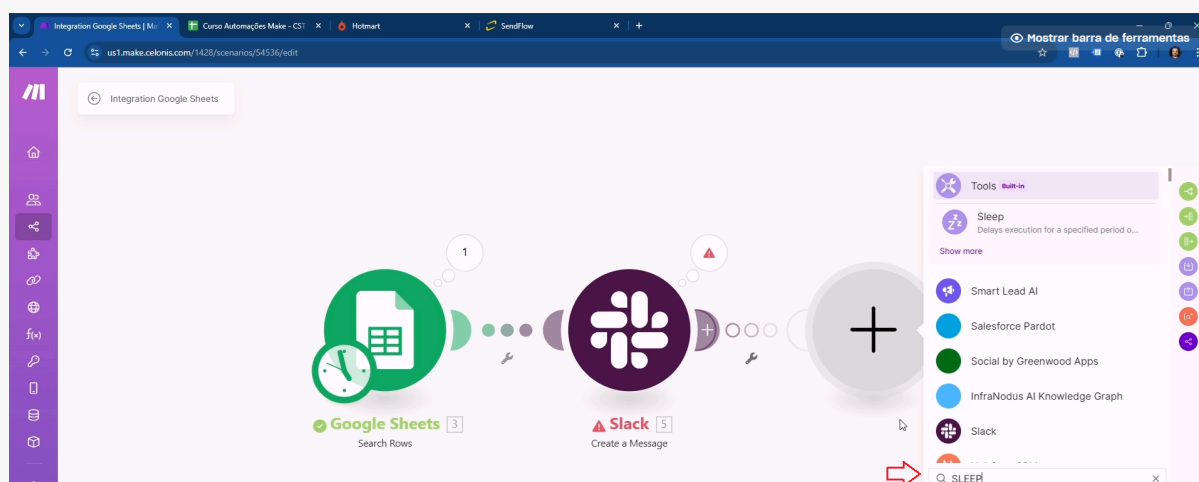 Integration Google Sheets | Ma
Curso Automações Make - CST
Hotmart
SendFlow
Mostrar barra de ferramentas
us1.make.celonis.com/1428/scenarios/54536/edit
Integration Google Sheets
Tools Built-in
Sleep
Delays execution for a specified period o...
Show more
1
Smart Lead AI
Salesforce Pardot
Social by Greenwood Apps
InfraNodus AI Knowledge Graph
Google Sheets 3
Search Rows
Slack 5
Create a Message
Slack
SLEEP
f(x)